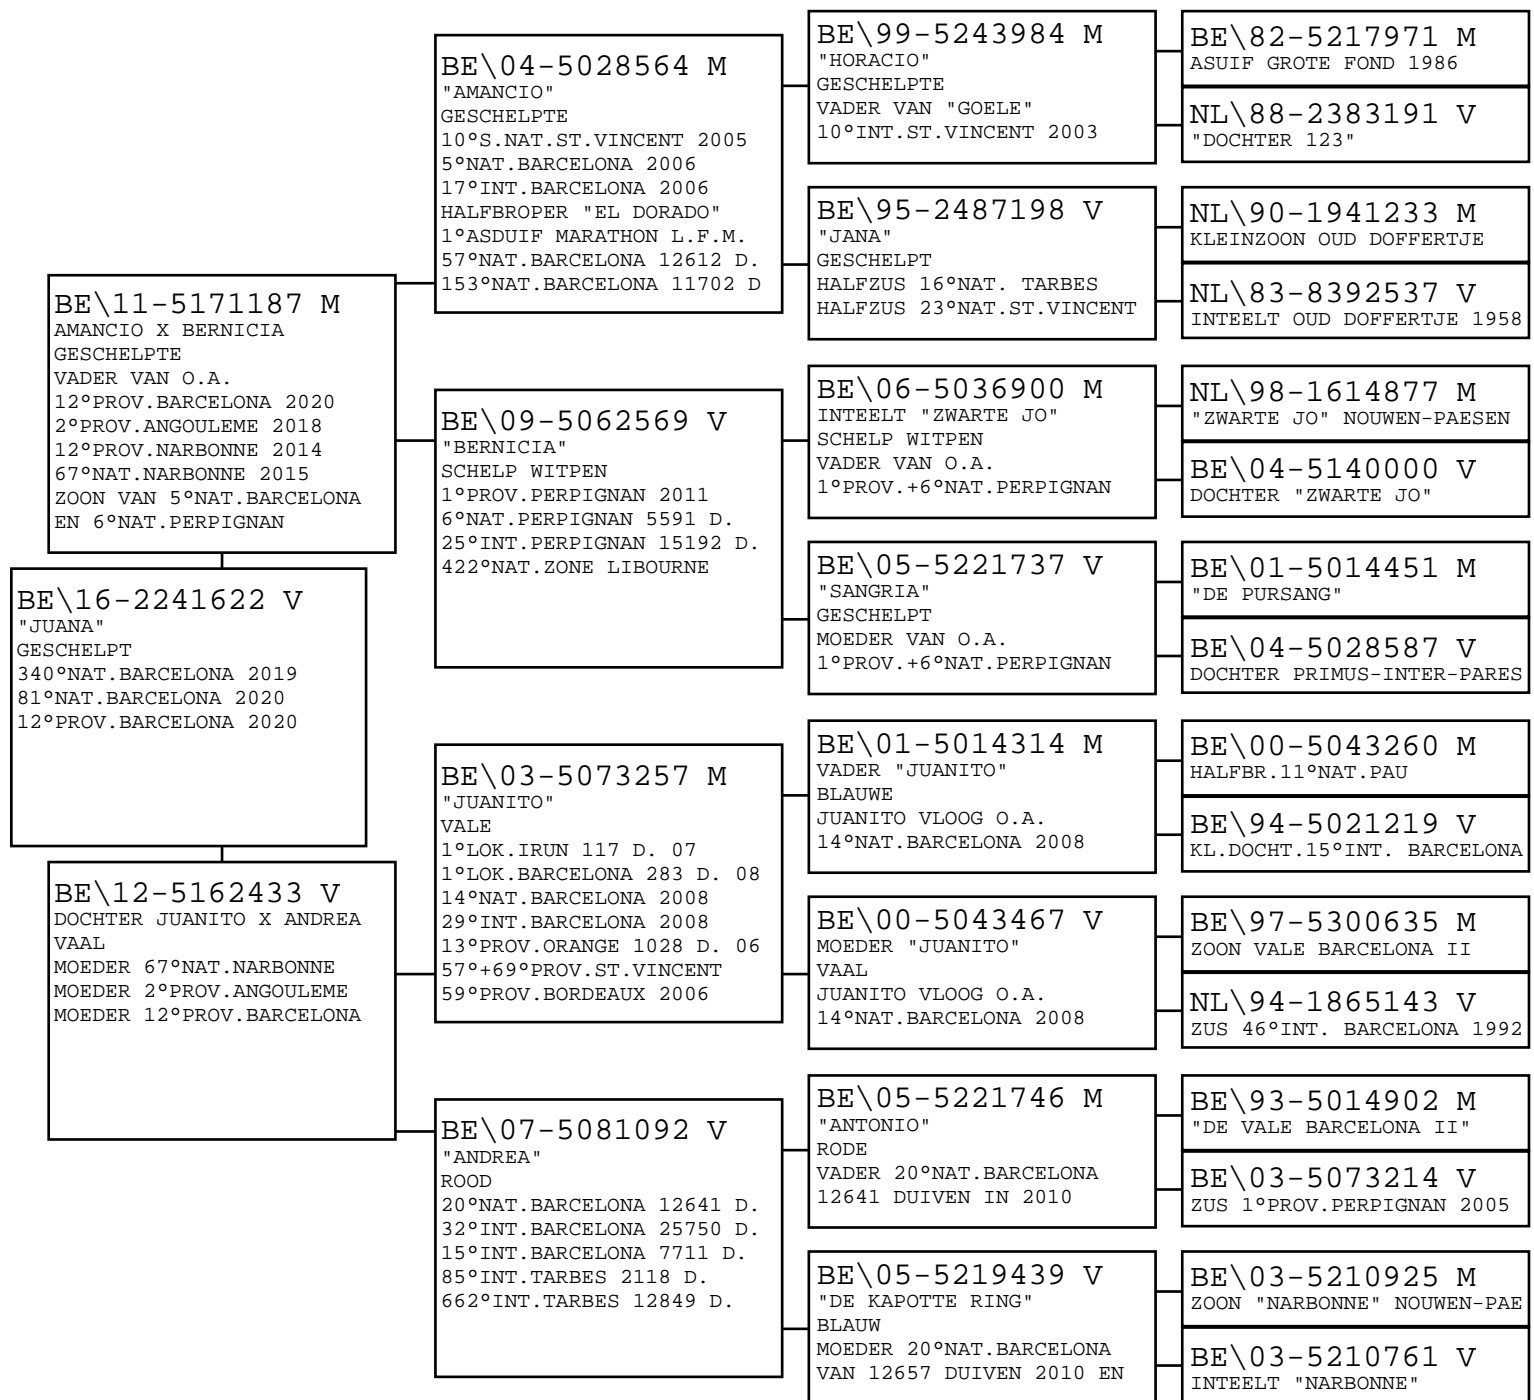 BE\16-2241622 V
"JUANA"
GESCHELPT
340°NAT.BARCELONA 2019
81°NAT.BARCELONA 2020
12°PROV.BARCELONA 2020
BE\11-5171187 M
AMANCIO X BERNICIA
GESCHELPTE
VADER VAN O.A.
12°PROV.BARCELONA 2020
2°PROV.ANGOULEME 2018
12°PROV.NARBONNE 2014
67°NAT.NARBONNE 2015
ZOON VAN 5°NAT.BARCELONA
EN 6°NAT.PERPIGNAN
BE\12-5162433 V
DOCHTER JUANITO X ANDREA
VAAL
MOEDER 67°NAT.NARBONNE
MOEDER 2°PROV.ANGOULEME
MOEDER 12°PROV.BARCELONA
BE\04-5028564 M
"AMANCIO"
GESCHELPTE
10°S.NAT.ST.VINCENT 2005
5°NAT.BARCELONA 2006
17°INT.BARCELONA 2006
HALFBROPER "EL DORADO"
1°ASDUIF MARATHON L.F.M.
57°NAT.BARCELONA 12612 D.
153°NAT.BARCELONA 11702 D
BE\09-5062569 V
"BERNICIA"
SCHELP WITPEN
1°PROV.PERPIGNAN 2011
6°NAT.PERPIGNAN 5591 D.
25°INT.PERPIGNAN 15192 D.
422°NAT.ZONE LIBOURNE
BE\03-5073257 M
"JUANITO"
VALE
1°LOK.IRUN 117 D. 07
1°LOK.BARCELONA 283 D. 08
14°NAT.BARCELONA 2008
29°INT.BARCELONA 2008
13°PROV.ORANGE 1028 D. 06
57°+69°PROV.ST.VINCENT
59°PROV.BORDEAUX 2006
BE\07-5081092 V
"ANDREA"
ROOD
20°NAT.BARCELONA 12641 D.
32°INT.BARCELONA 25750 D.
15°INT.BARCELONA 7711 D.
85°INT.TARBES 2118 D.
662°INT.TARBES 12849 D.
BE\99-5243984 M
"HORACIO"
GESCHELPTE
VADER VAN "GOELE"
10°INT.ST.VINCENT 2003
BE\95-2487198 V
"JANA"
GESCHELPT
HALFZUS 16°NAT. TARBES
HALFZUS 23°NAT.ST.VINCENT
BE\06-5036900 M
INTEELT "ZWARTE JO"
SCHELP WITPEN
VADER VAN O.A.
1°PROV.+6°NAT.PERPIGNAN
BE\05-5221737 V
"SANGRIA"
GESCHELPT
MOEDER VAN O.A.
1°PROV.+6°NAT.PERPIGNAN
BE\01-5014314 M
VADER "JUANITO"
BLAUWE
JUANITO VLOOG O.A.
14°NAT.BARCELONA 2008
BE\00-5043467 V
MOEDER "JUANITO"
VAAL
JUANITO VLOOG O.A.
14°NAT.BARCELONA 2008
BE\05-5221746 M
"ANTONIO"
RODE
VADER 20°NAT.BARCELONA
12641 DUIVEN IN 2010
BE\05-5219439 V
"DE KAPOTTE RING"
BLAUW
MOEDER 20°NAT.BARCELONA
VAN 12657 DUIVEN 2010 EN
BE\82-5217971 M
ASUIF GROTE FOND 1986
NL\88-2383191 V
"DOCHTER 123"
NL\90-1941233 M
KLEINZOON OUD DOFFERTJE
NL\83-8392537 V
INTEELT OUD DOFFERTJE 1958
NL\98-1614877 M
"ZWARTE JO" NOUWEN-PAESEN
BE\04-5140000 V
DOCHTER "ZWARTE JO"
BE\01-5014451 M
"DE PURSANG"
BE\04-5028587 V
DOCHTER PRIMUS-INTER-PARES
BE\00-5043260 M
HALFBR.11°NAT.PAU
BE\94-5021219 V
KL.DOCHT.15°INT. BARCELONA
BE\97-5300635 M
ZOON VALE BARCELONA II
NL\94-1865143 V
ZUS 46°INT. BARCELONA 1992
BE\93-5014902 M
"DE VALE BARCELONA II"
BE\03-5073214 V
ZUS 1°PROV.PERPIGNAN 2005
BE\03-5210925 M
ZOON "NARBONNE" NOUWEN-PAE
BE\03-5210761 V
INTEELT "NARBONNE"